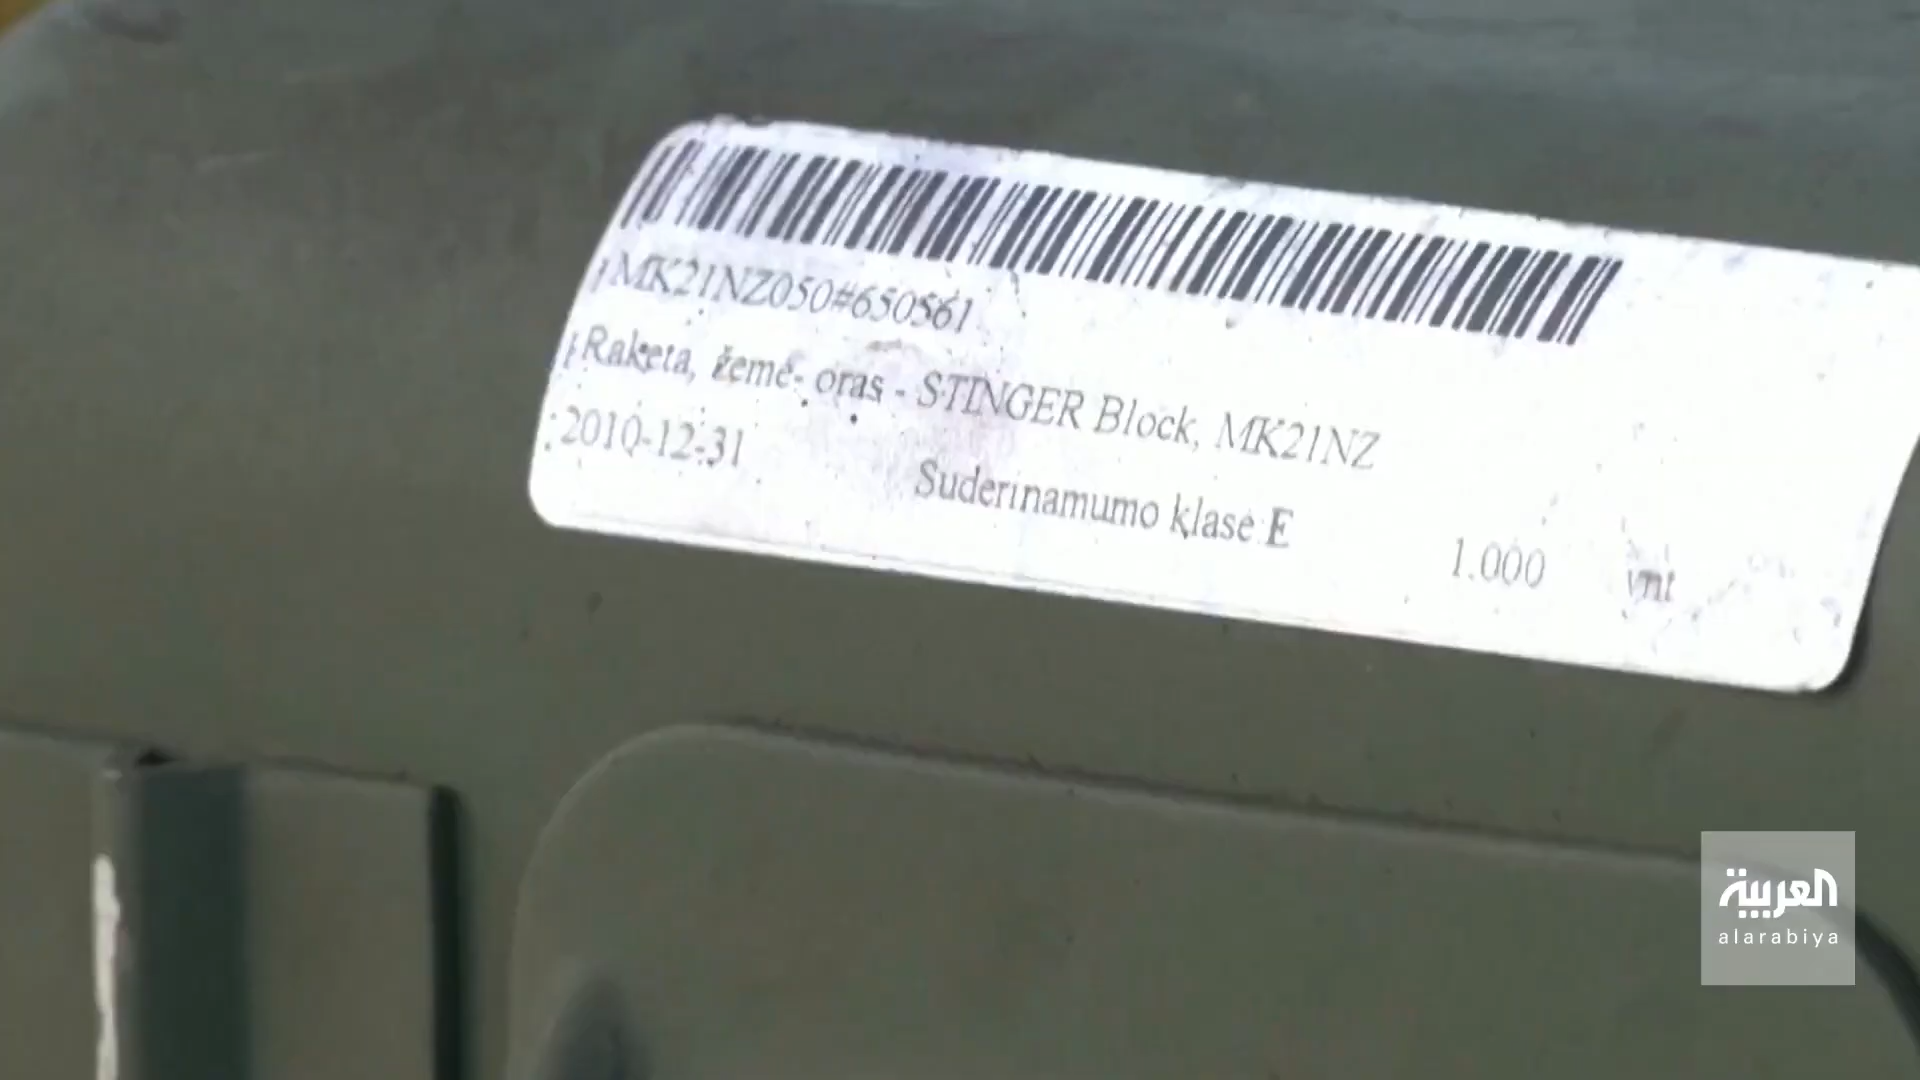 MK21NZ050#650561
Raketa, žemė- oras - STINGER Block, MK21NZ
2010-12-31
Suderinamumo klasė E
1.000 vnt
العربية
alarabiya